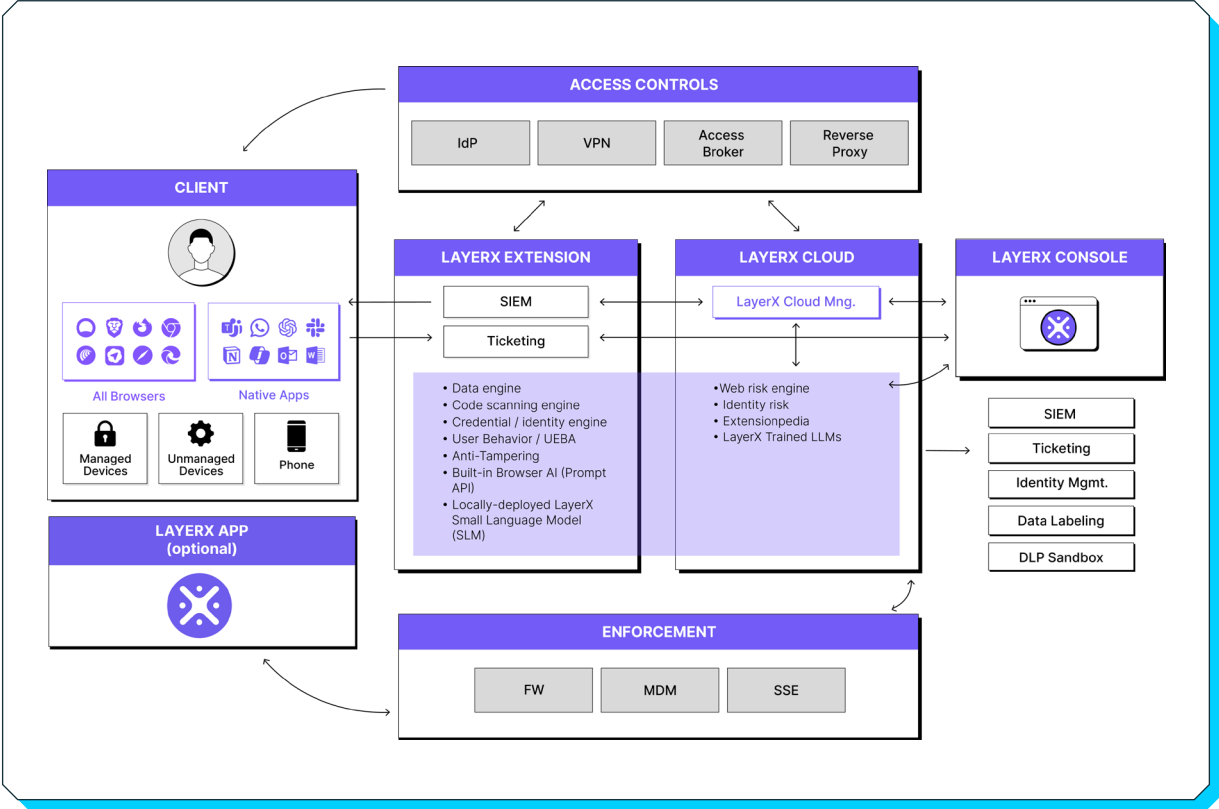 ACCESS CONTROLS
IdP
VPN
Access
Broker
Reverse
Proxy
CLIENT
All Browsers
Native Apps
Managed
Devices
Unmanaged
Devices
Phone
LAYERX APP
(optional)
LAYERX EXTENSION
SIEM
Ticketing
• Data engine
• Code scanning engine
• Credential / identity engine
• User Behavior / UEBA
• Anti-Tampering
• Built-in Browser AI (Prompt
API)
• Locally-deployed LayerX
Small Language Model
(SLM)
LAYERX CLOUD
LayerX Cloud Mng.
•Web risk engine
• Identity risk
• Extensionpedia
• LayerX Trained LLMs
LAYERX CONSOLE
SIEM
Ticketing
Identity Mgmt.
Data Labeling
DLP Sandbox
ENFORCEMENT
FW
MDM
SSE